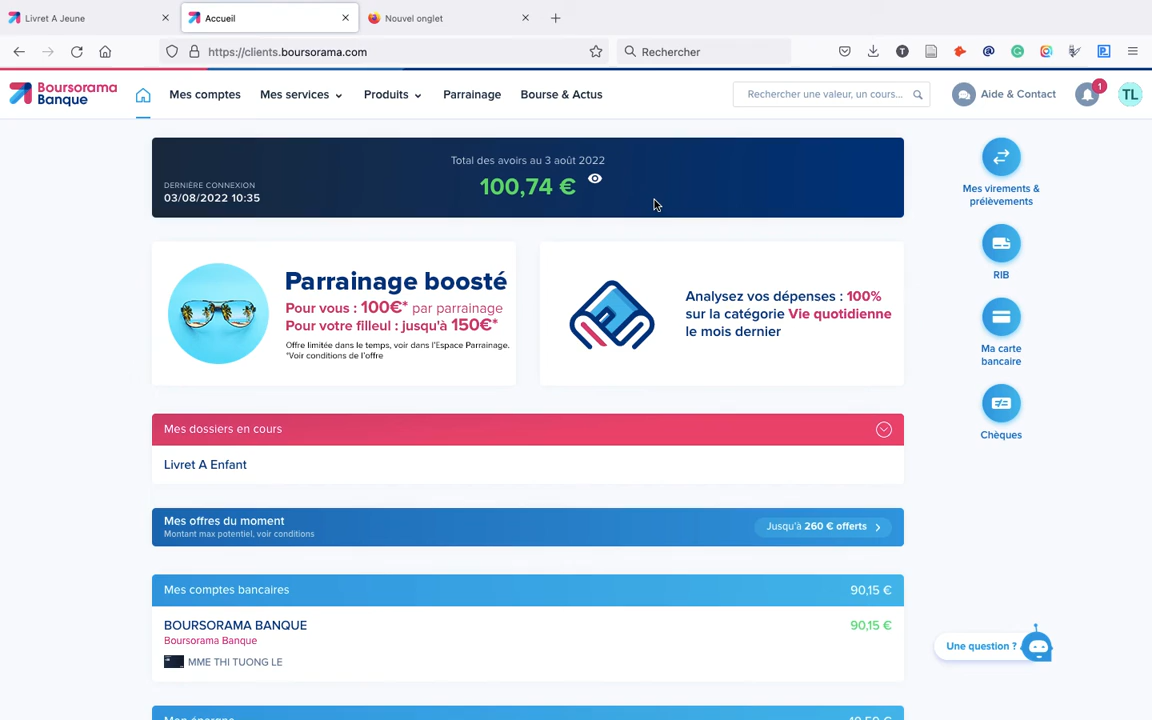 Livret A Jeune
Accueil
Nouvel onglet
https://clients.boursorama.com
Rechercher
Boursorama
Banque
Mes comptes
Mes services
Produits
Parrainage
Bourse & Actus
Rechercher une valeur, un cours...
Aide & Contact
1
TL
Total des avoirs au 3 août 2022
100,74 €
DERNIÈRE CONNEXION
03/08/2022 10:35
Mes virements &
prélèvements
RIB
Ma carte
bancaire
Chèques
Parrainage boosté
Pour vous : 100€* par parrainage
Pour votre filleul : jusqu'à 150€*
Offre limitée dans le temps, voir dans l'Espace Parrainage.
*Voir conditions de l'offre
Analysez vos dépenses : 100%
sur la catégorie Vie quotidienne
le mois dernier
Mes dossiers en cours
Livret A Enfant
Mes offres du moment
Montant max potentiel, voir conditions
Jusqu'à 260 € offerts
Mes comptes bancaires
90,15 €
BOURSORAMA BANQUE
90,15 €
Boursorama Banque
MME THI TUONG LE
Une question ?